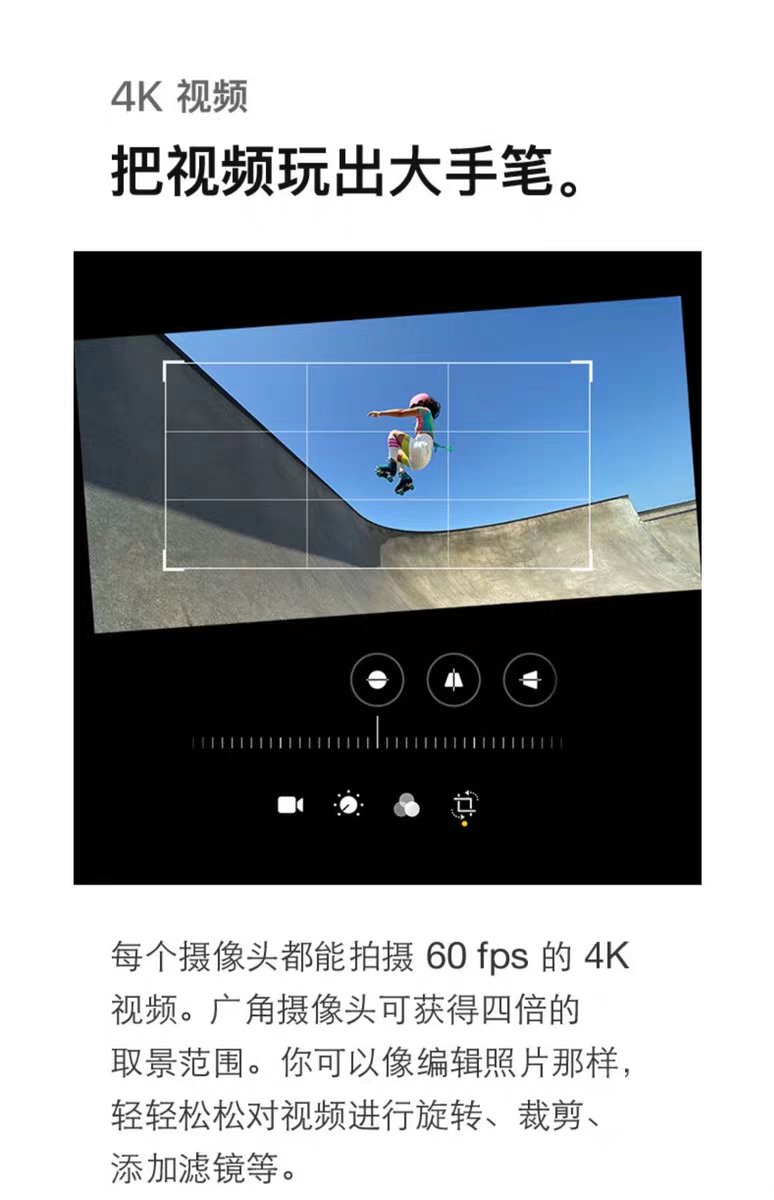 4K 视频
把视频玩出大手笔。
每个摄像头都能拍摄 60 fps 的 4K
视频。广角摄像头可获得四倍的
取景范围。你可以像编辑照片那样，
轻轻松松对视频进行旋转、裁剪、
添加滤镜等。